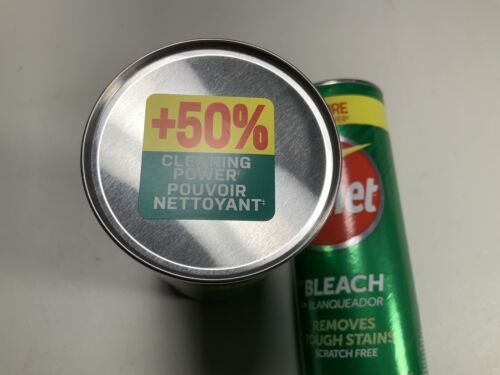 +50%
CLEANING
POWER†
POUVOIR
NETTOYANT‡
BLEACH
BLANQUEADOR
REMOVES
TOUGH STAINS
SCRATCH FREE